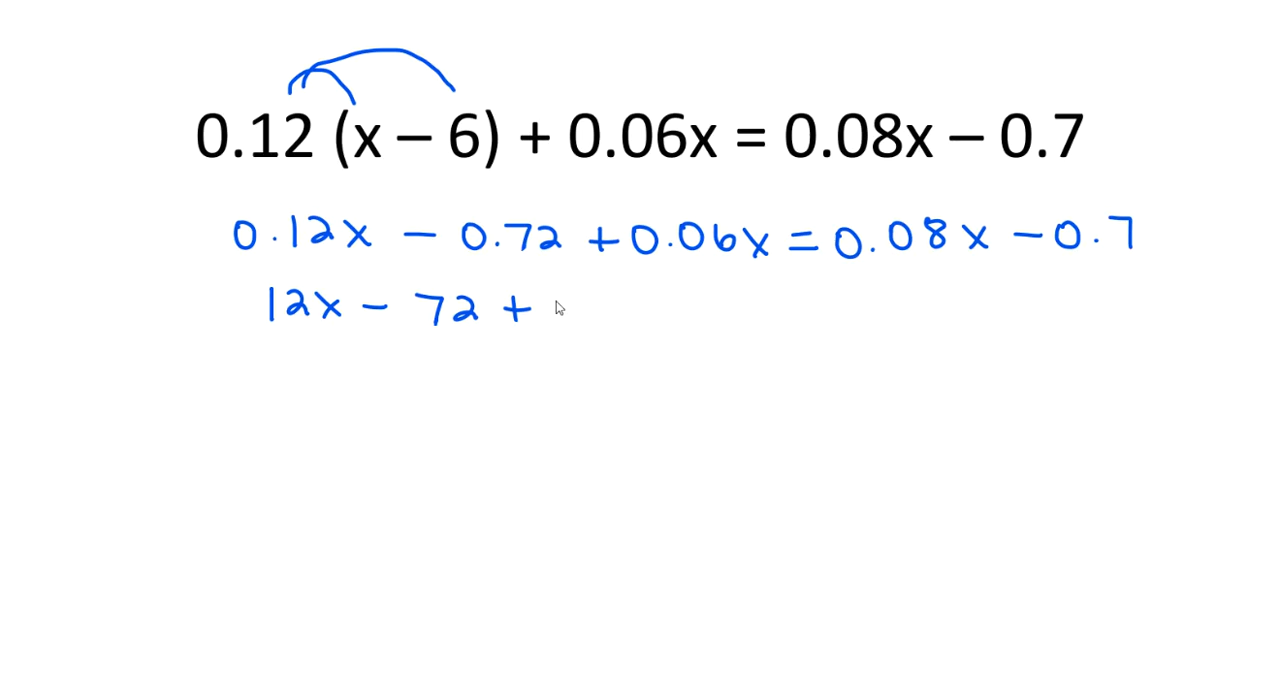 0.12 (x – 6) + 0.06x = 0.08x – 0.7
0.12x – 0.72 + 0.06x = 0.08x – 0.7
12x – 72 +